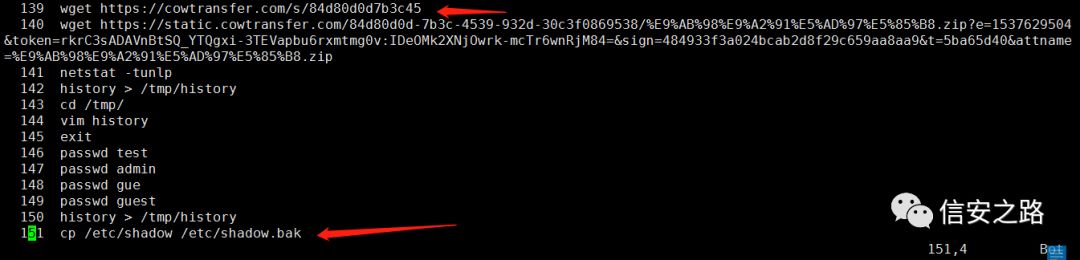 139  wget https://cowtransfer.com/s/84d80d0d7b3c45
140  wget https://static.cowtransfer.com/84d80d0d-7b3c-4539-932d-30c3f0869538/%E9%AB%98%E9%A2%91%E5%AD%97%E5%85%B8.zip?e=1537629504
&token=rkrC3sADAVnBtSQ_YTQgxi-3TEVapbu6rxmtmg0v:IDeOMk2XNjOwrk-mcTr6wnRjM84=&sign=484933f3a024bcab2d8f29c659aa8aa9&t=5ba65d40&attname
=%E9%AB%98%E9%A2%91%E5%AD%97%E5%85%B8.zip
141  netstat -tunlp
142  history > /tmp/history
143  cd /tmp/
144  vim history
145  exit
146  passwd test
147  passwd admin
148  passwd gue
149  passwd guest
150  history > /tmp/history
151  cp /etc/shadow /etc/shadow.bak
信安之路
151,4 Bot